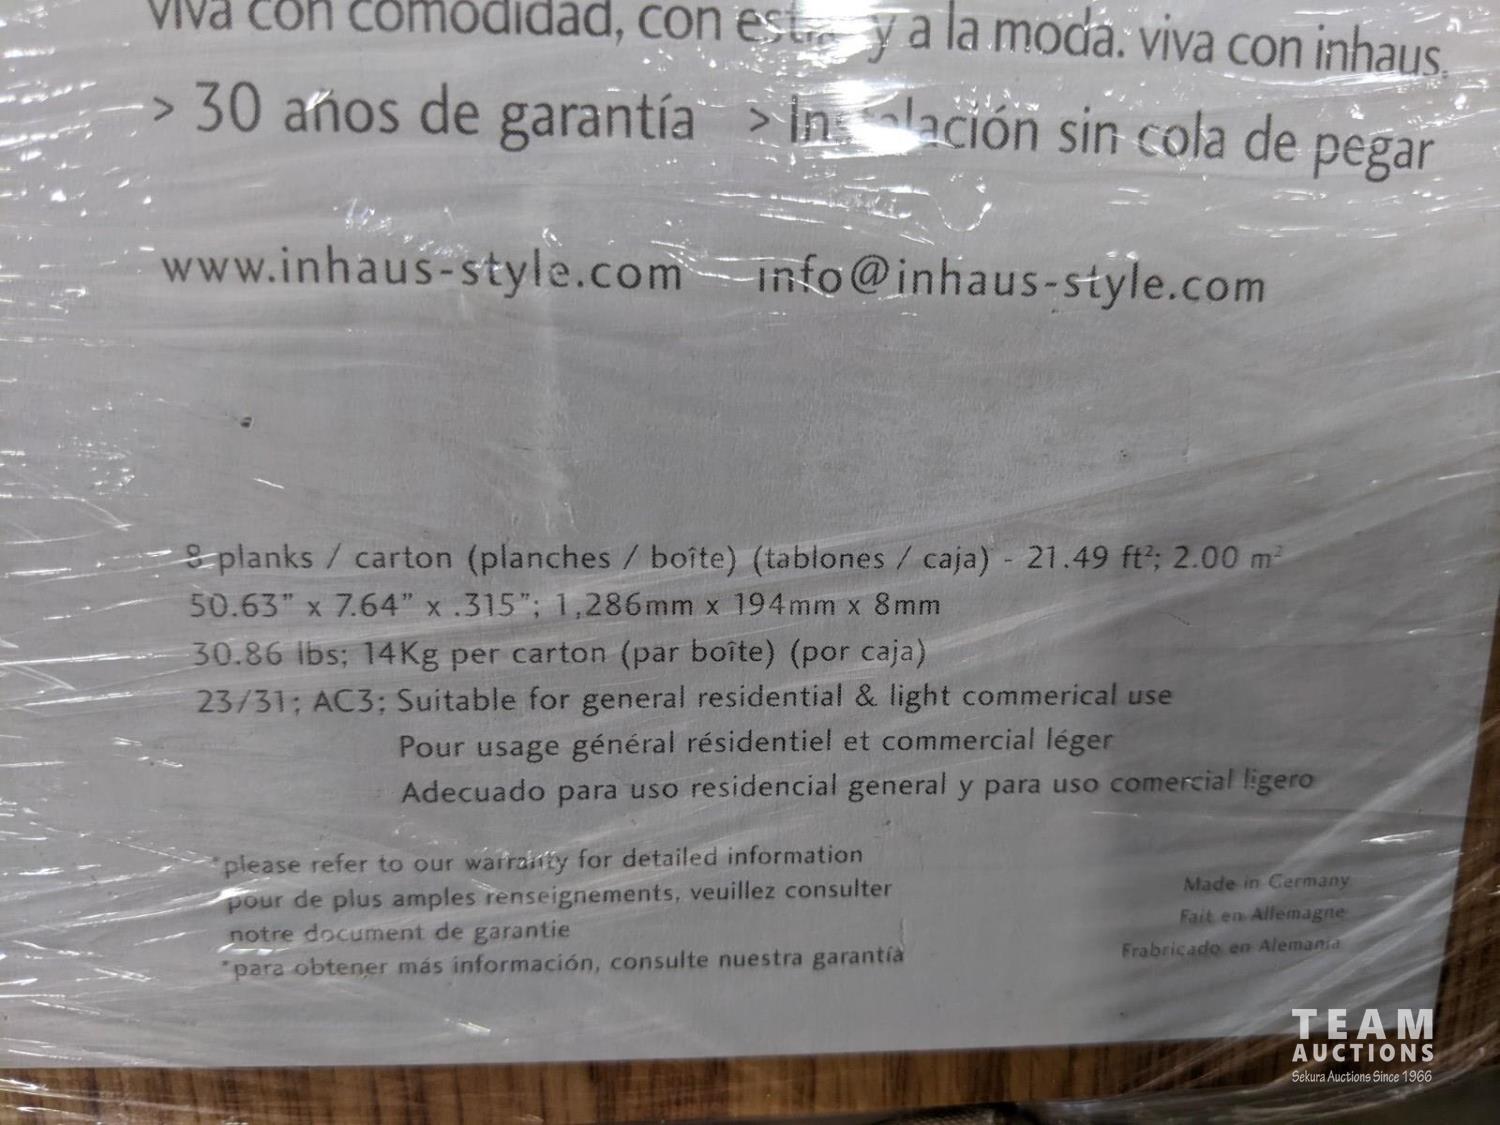 viva con comodidad, con y a la moda. viva con inhaus.
> 30 años de garantía > sin cola de pegar
www.inhaus-style.com info@inhaus-style.com
8 planks / carton (planches / boîte) (tablones / caja) - 21.49 ft²; 2.00 m²
50.63” x 7.64” x .315”; 1,286mm x 194mm x 8mm
30.86 lbs; 14Kg per carton (par boîte) (por caja)
23/31; AC3; Suitable for general residential & light commerical use
Pour usage général résidentiel et commercial léger
Adecuado para uso residencial general y para uso comercial ligero
*please refer to our warranty for detailed information
pour de plus amples renseignements, veuillez consulter
notre document de garantie
*para obtener más información, consulte nuestra garantía
Made in Germany
Fait en Allemagne
Frabricado en Alemania
TEAM
AUCTIONS
Sekura Auctions Since 1966